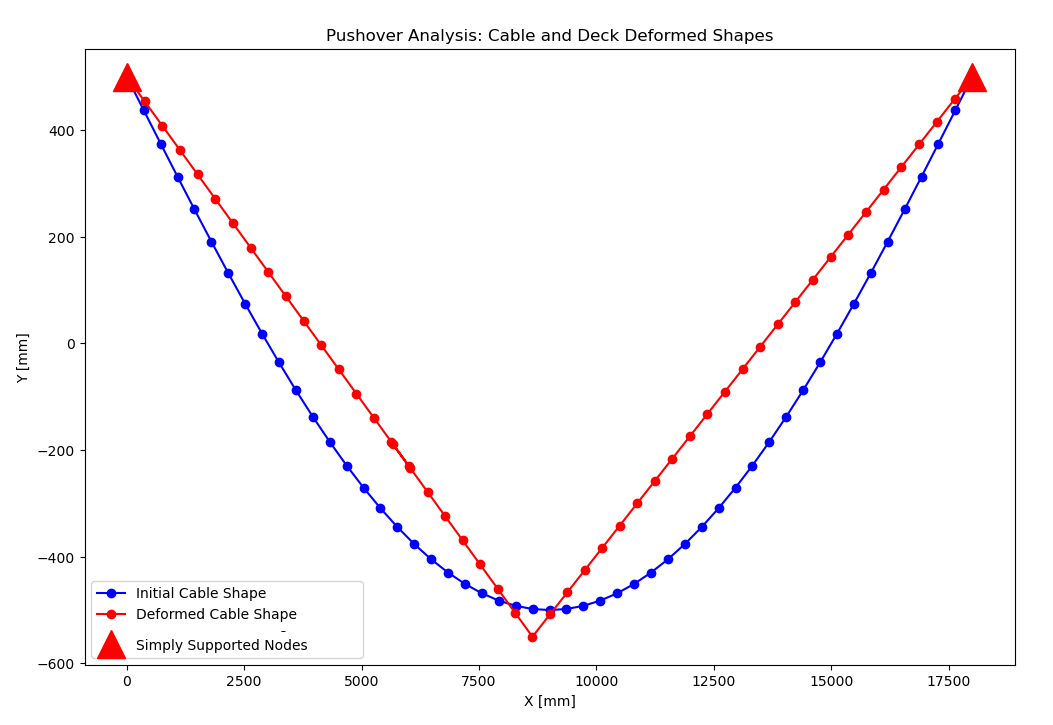 Pushover Analysis: Cable and Deck Deformed Shapes
400
200
0
−200
−400
−600
Y [mm]
Initial Cable Shape
Deformed Cable Shape
Simply Supported Nodes
0
2500
5000
7500
10000
12500
15000
17500
X [mm]